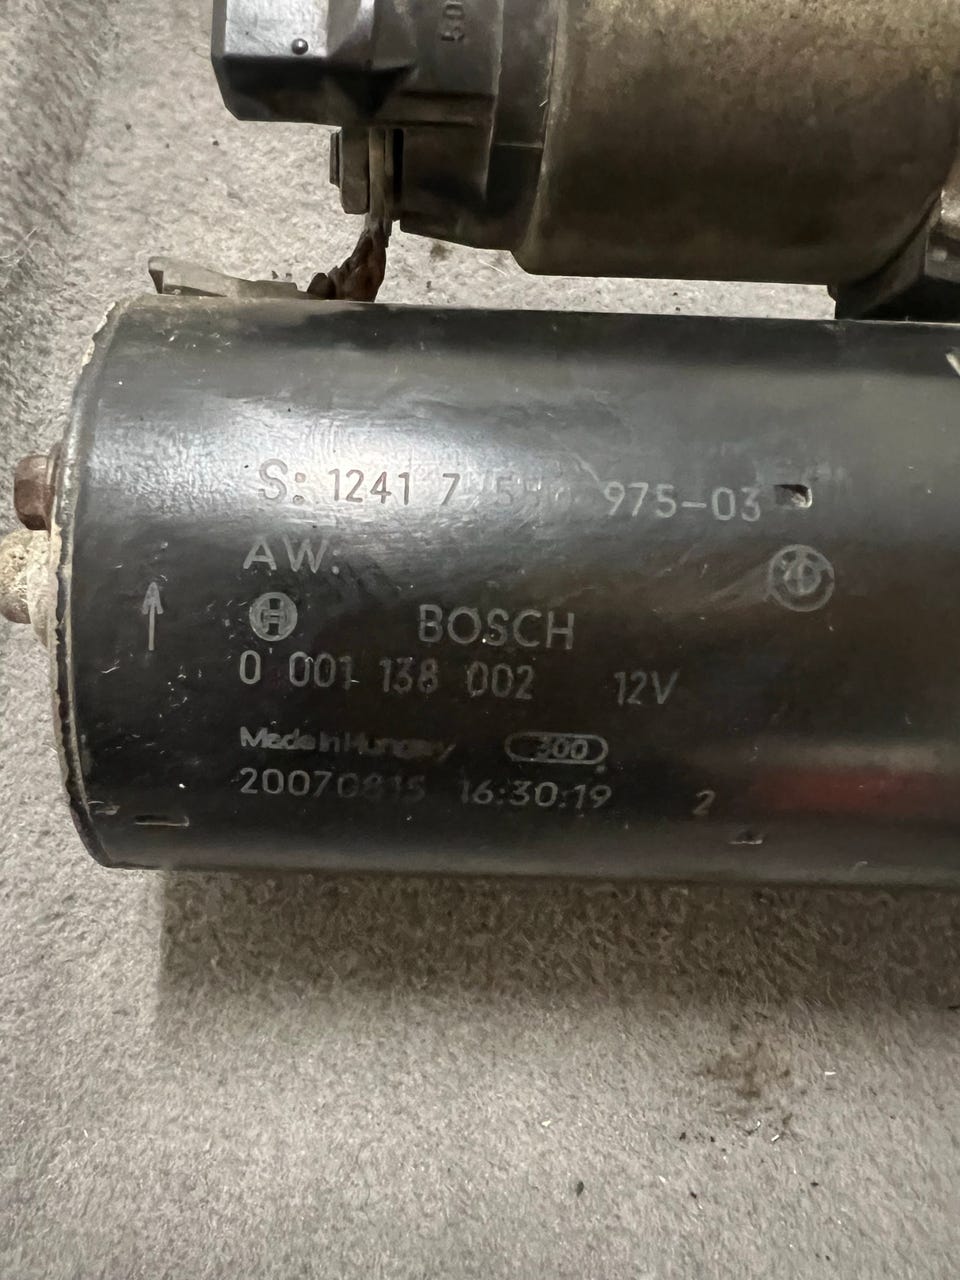 S: 1241 7 975-03
AW:
BOSCH
0 001 138 002 12V
Made in Hungary 300
20070815 16:30:19 2